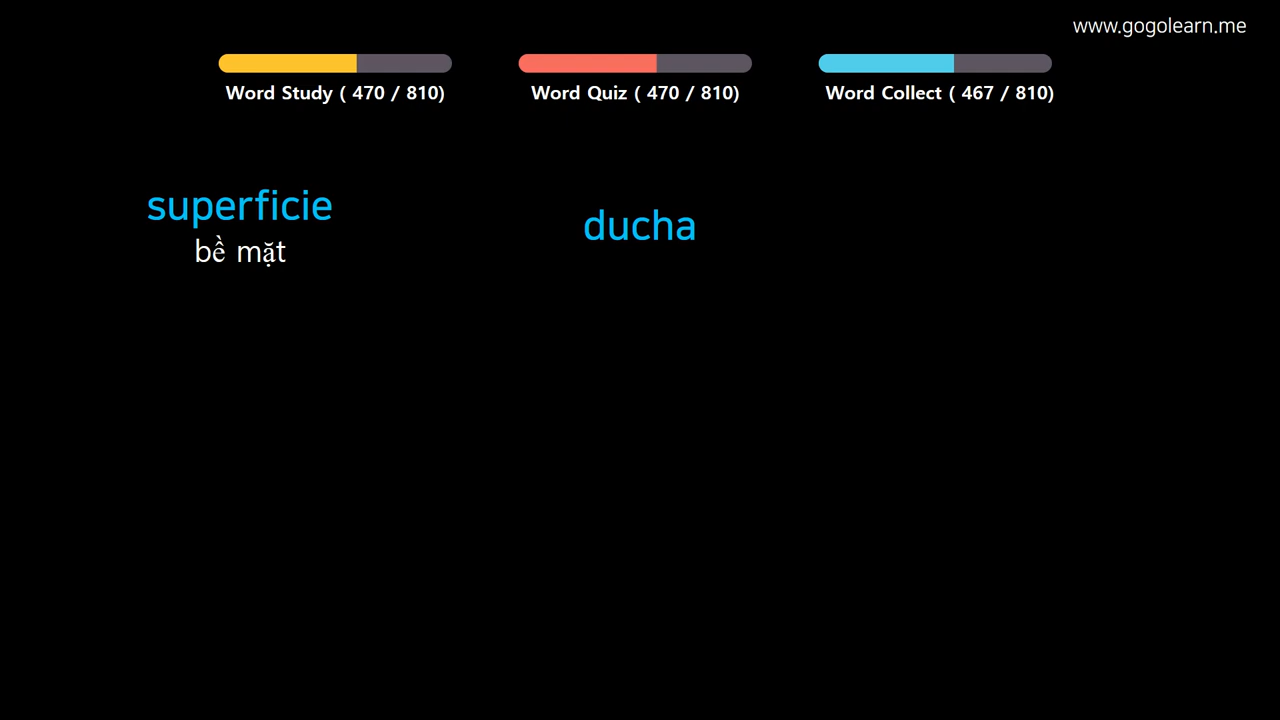 www.gogolearn.me
Word Study ( 470 / 810)
Word Quiz ( 470 / 810)
Word Collect ( 467 / 810)
superficie
bề mặt
ducha